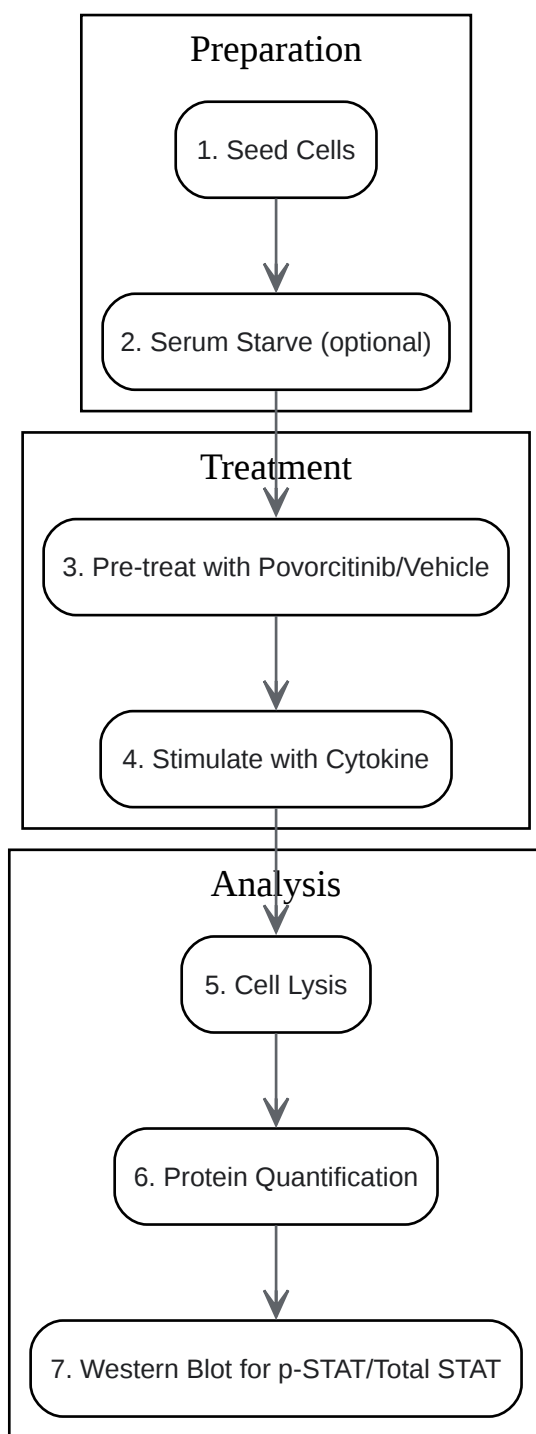 Preparation
1. Seed Cells
2. Serum Starve (optional)
Treatment
3. Pre-treat with Povorcitinib/Vehicle
4. Stimulate with Cytokine
Analysis
5. Cell Lysis
6. Protein Quantification
7. Western Blot for p-STAT/Total STAT